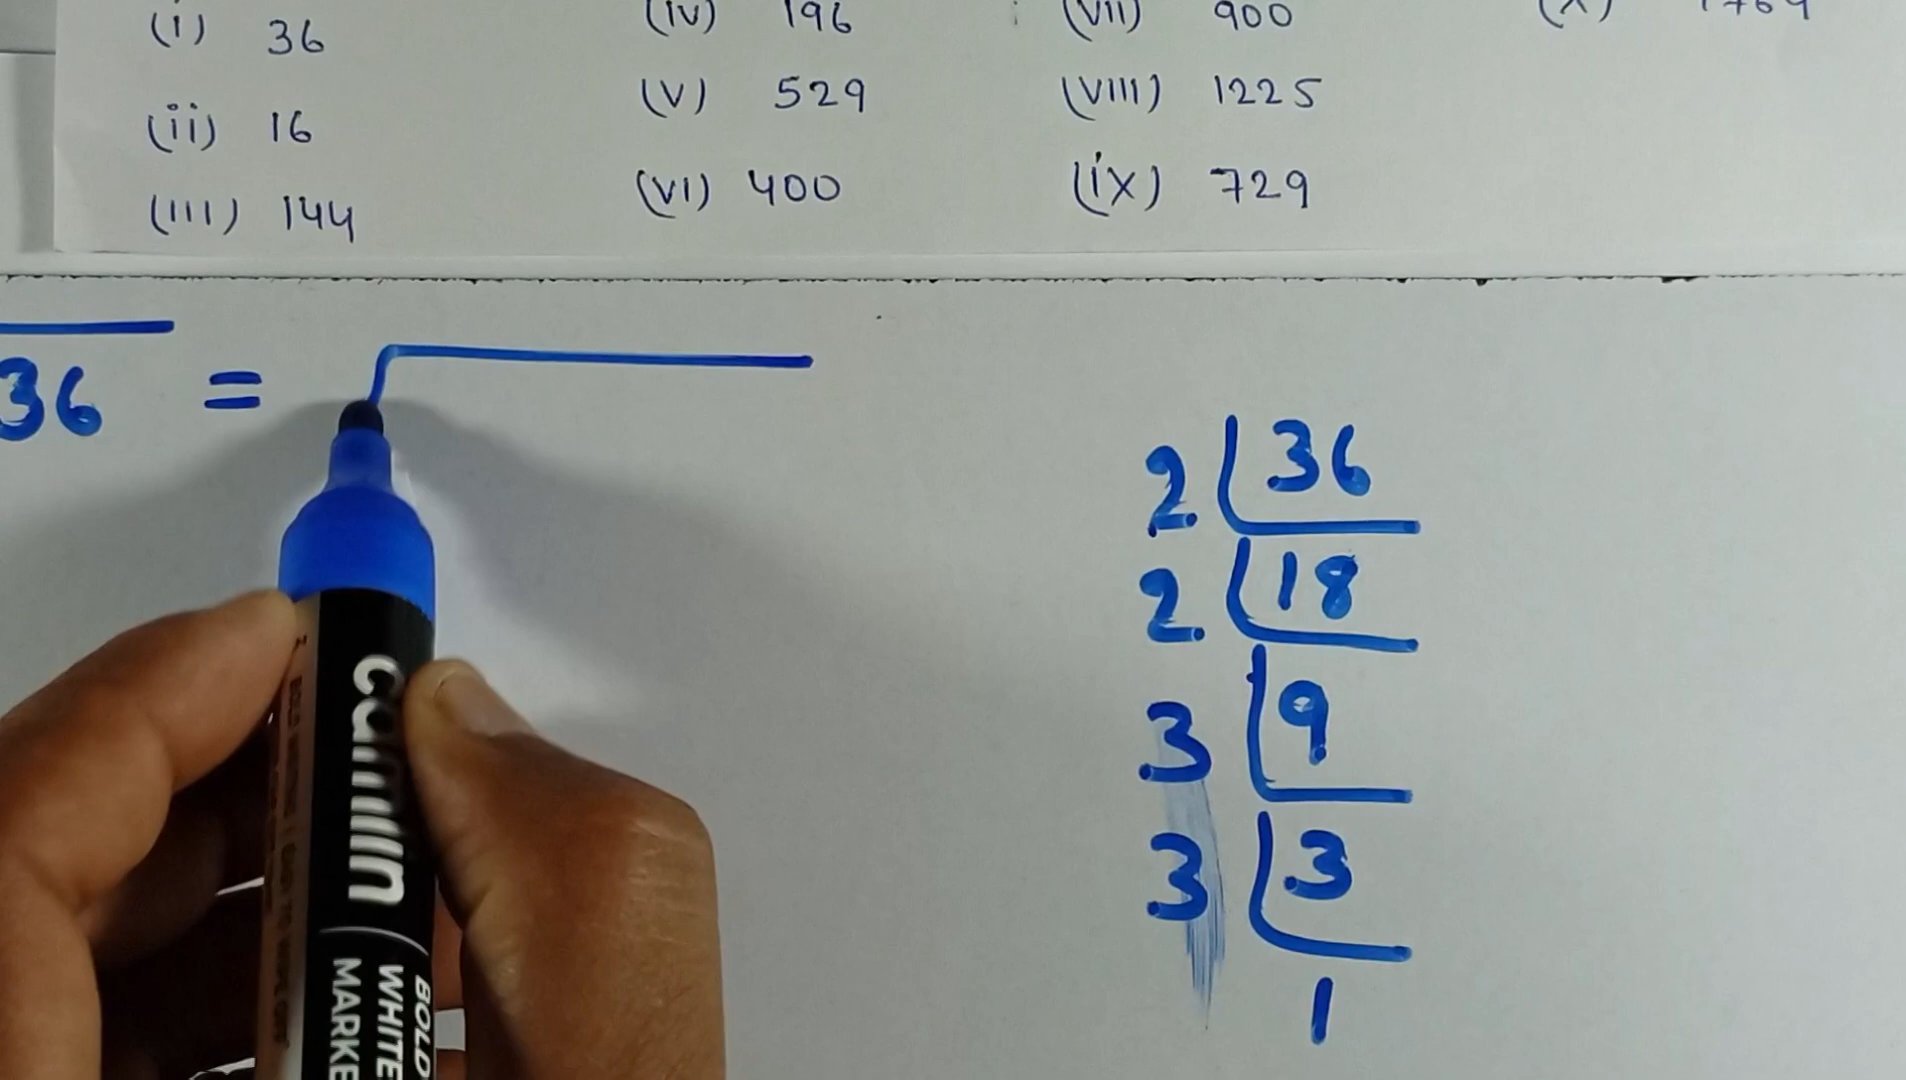 (i) 36 (iv) 196 (vii) 900 (x) 1764
(ii) 16 (v) 529 (VIII) 1225
(III) 144 (VI) 400 (ix) 729
36 = √
2 36
2 18
3 9
3 3
1
camlin
BOLD
WHITE
MARKE